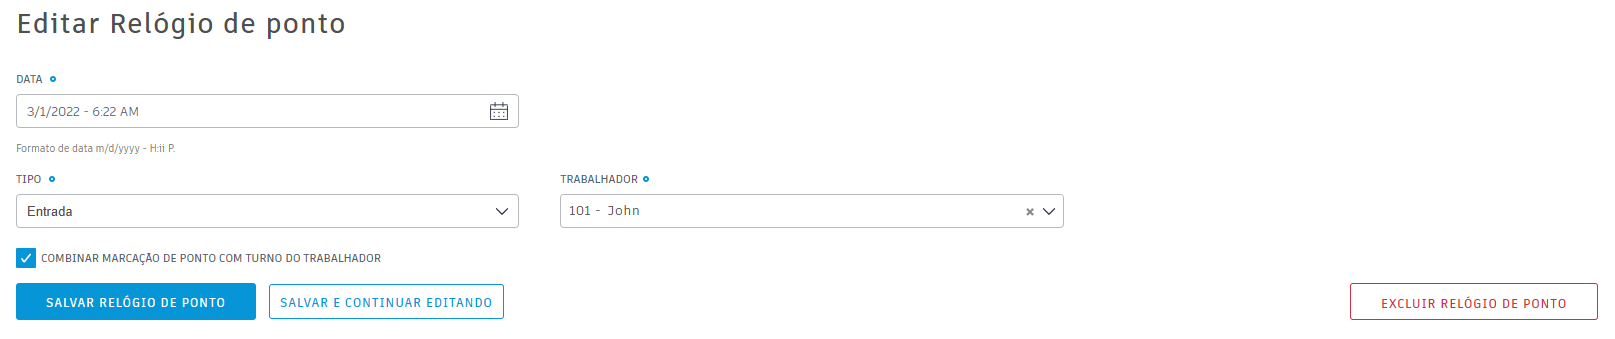 Editar Relógio de ponto
DATA
3/1/2022 - 6:22 AM
Formato de data m/d/yyyy - H:ii P.
TIPO
Entrada
TRABALHADOR
101 - John
COMBINAR MARCAÇÃO DE PONTO COM TURNO DO TRABALHADOR
SALVAR RELÓGIO DE PONTO
SALVAR E CONTINUAR EDITANDO
EXCLUIR RELÓGIO DE PONTO